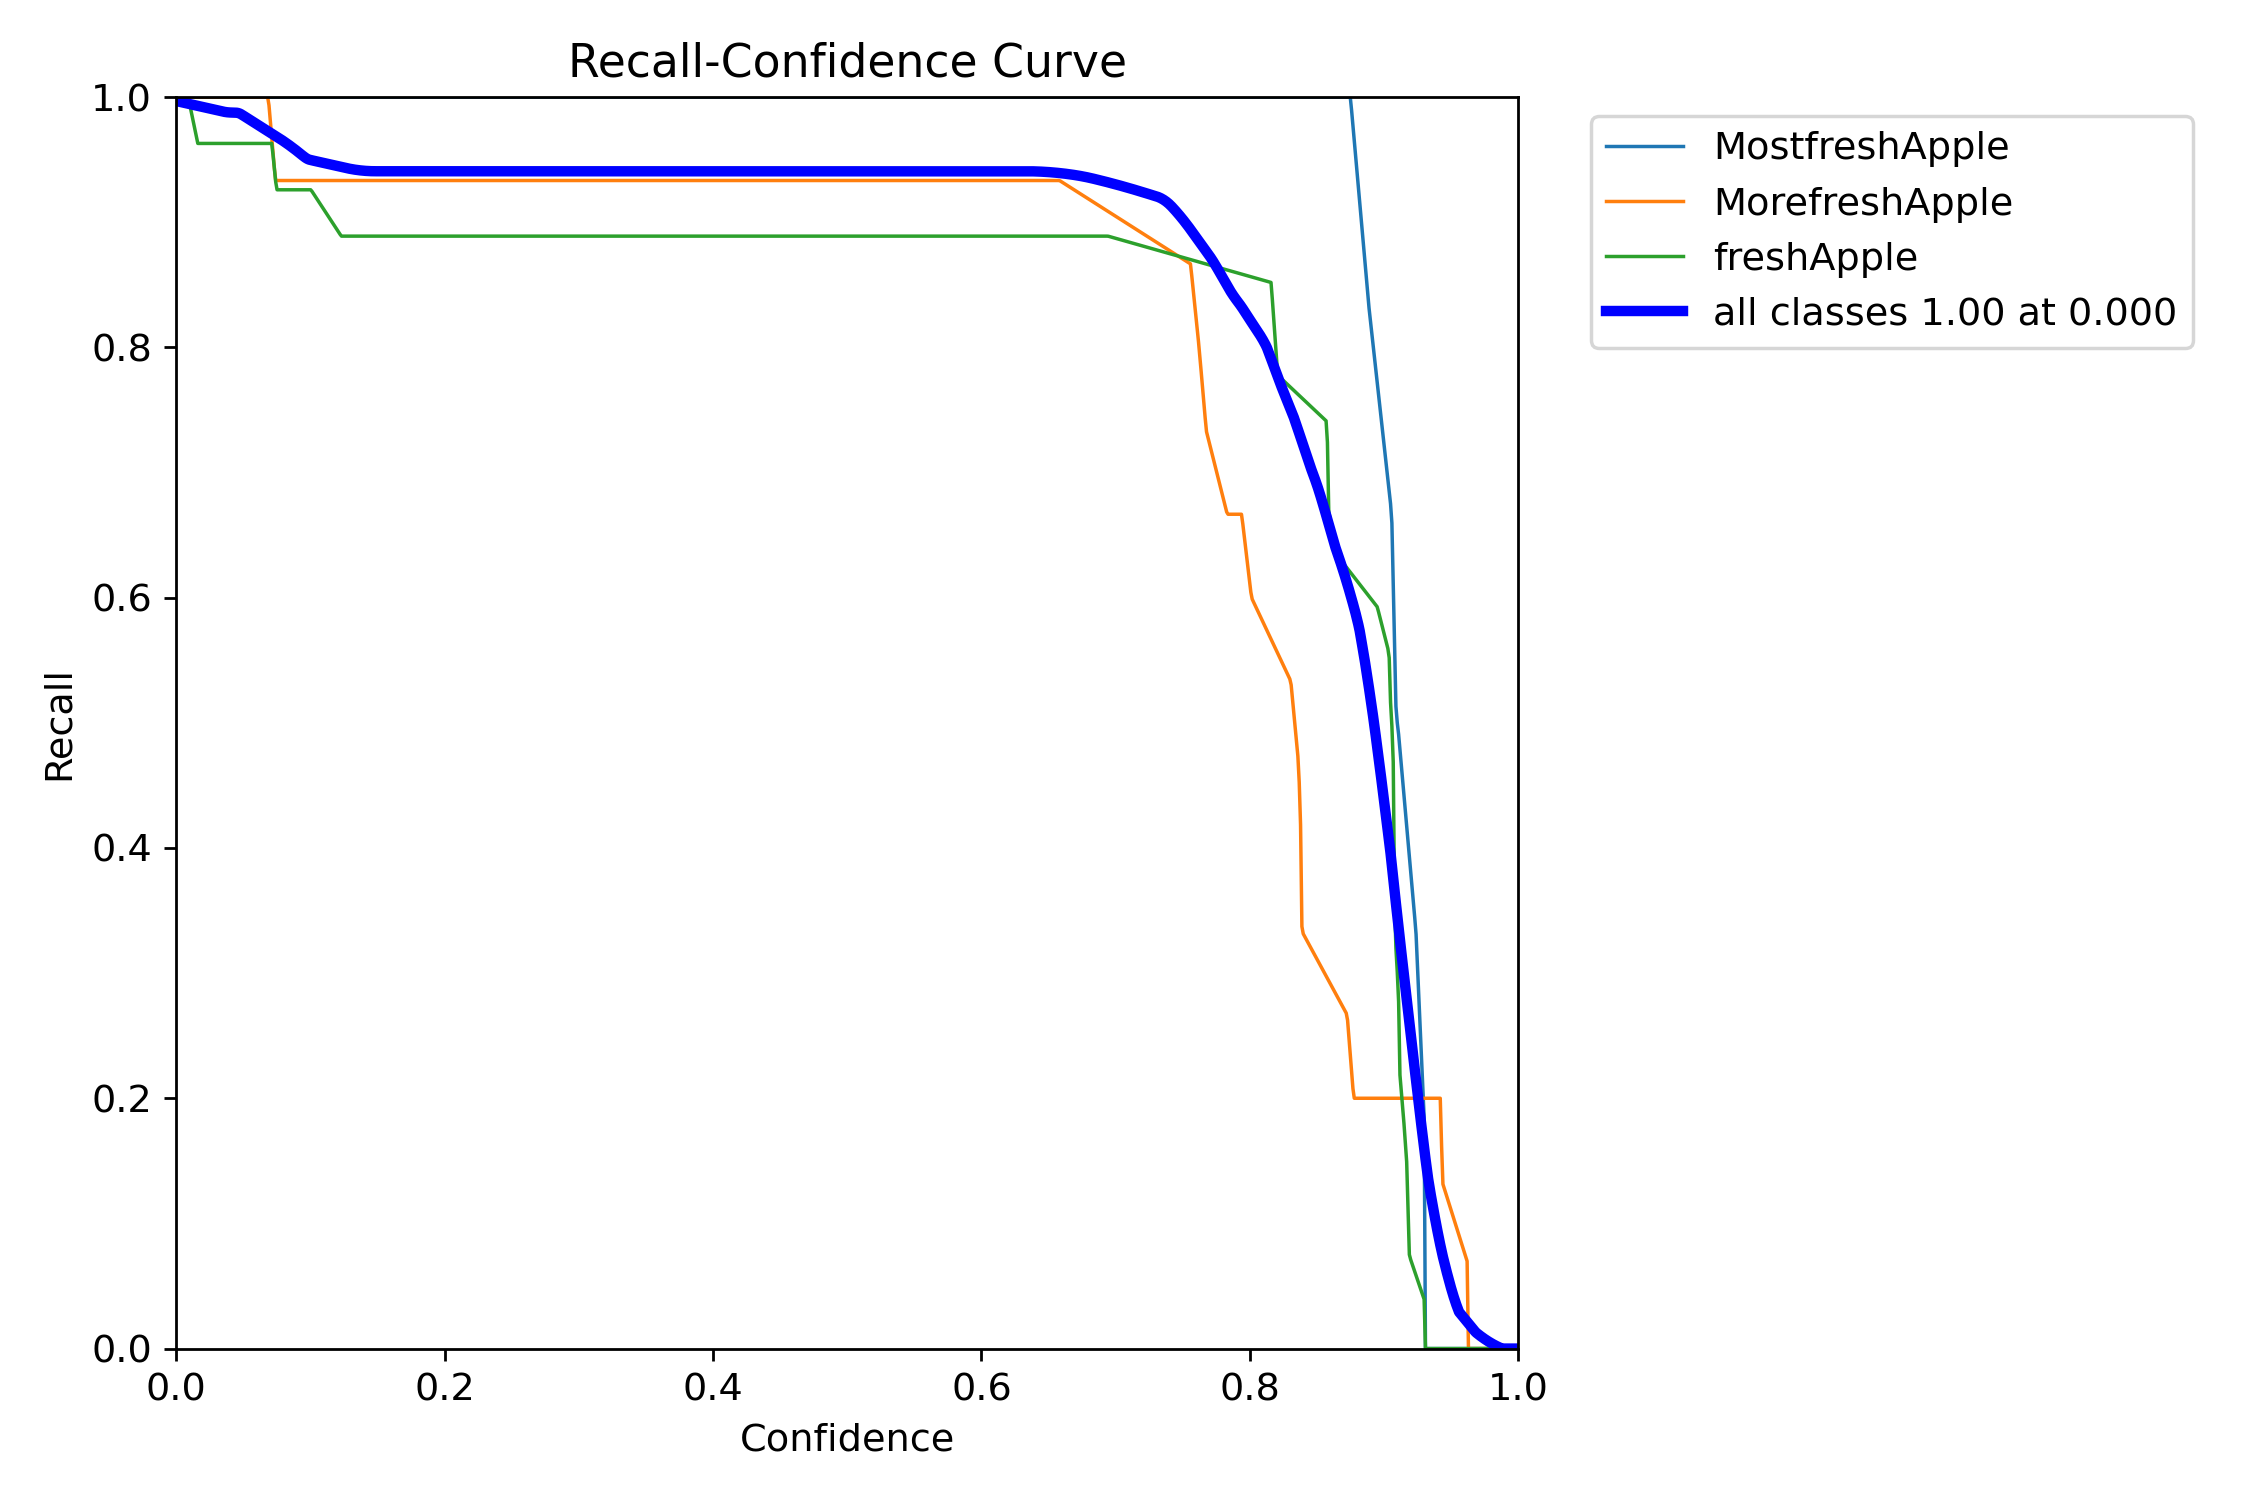 Recall-Confidence Curve
1.0
0.8
0.6
0.4
0.2
0.0
Recall
0.0 0.2 0.4 0.6 0.8 1.0
Confidence
MostfreshApple
MorefreshApple
freshApple
all classes 1.00 at 0.000